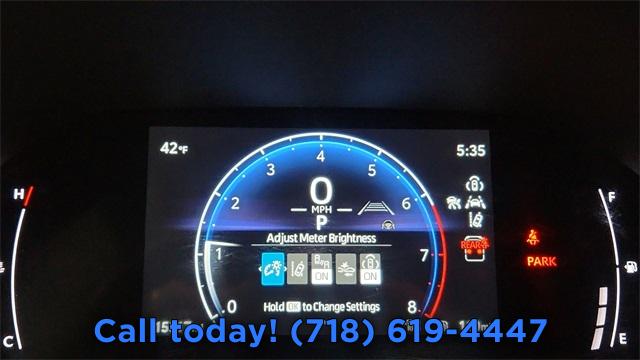 42°F
5:35
4
3
5
H
0
F
2
6
MPH
P
Adjust Meter Brightness
REAR
PARK
1
7
ON
ON
Hold OK to Change Settings
0
8
C
E
Call today! (718) 619-4447